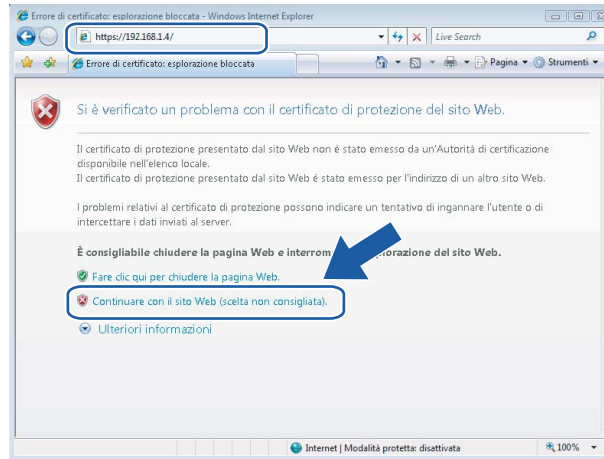 Errore di certificato: esplorazione bloccata - Windows Internet Explorer
https://192.168.1.4/
Live Search
Errore di certificato: esplorazione bloccata
Pagina
Strumenti
Si è verificato un problema con il certificato di protezione del sito Web.
Il certificato di protezione presentato dal sito Web non é stato emesso da un'Autorità di certificazione
disponibile nell'elenco locale.
Il certificato di protezione presentato dal sito Web é stato emesso per l'indirizzo di un altro sito Web.
I problemi relativi al certificato di protezione possono indicare un tentativo di ingannare l'utente o di
intercettare i dati inviati al server.
È consigliabile chiudere la pagina Web e interrom orazione del sito Web.
Fare clic qui per chiudere la pagina Web.
Continuare con il sito Web (scelta non consigliata).
Ulteriori informazioni
Internet | Modalità protetta: disattivata
100%